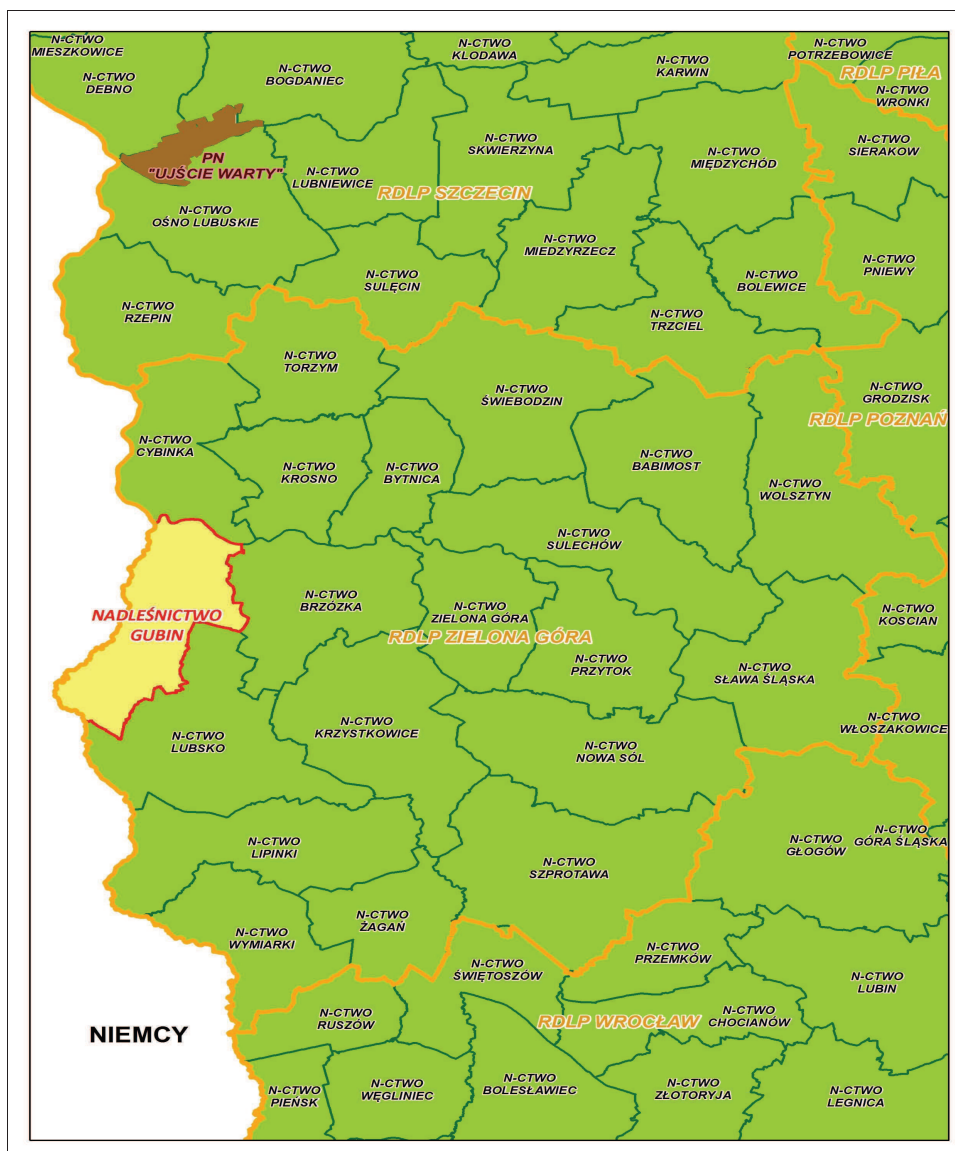 N-CTWO
MIESZKOWICE
N-CTWO
DEBNO
N-CTWO
BOGDANIEC
N-CTWO
KLODAWA
N-CTWO
KARWIN
N-CTWO
POTRZEBOWICE
RDLP PIŁA
N-CTWO
WRONKI
PN
"UJŚCIE WARTY"
N-CTWO
LUBNIEWICE
N-CTWO
SKWIERZYNA
N-CTWO
MIĘDZYCHÓD
N-CTWO
SIERAKOW
RDLP SZCZECIN
N-CTWO
OŚNO LUBUSKIE
N-CTWO
MIEDZYRZECZ
N-CTWO
BOLEWICE
N-CTWO
PNIEWY
N-CTWO
SULĘCIN
N-CTWO
RZEPIN
N-CTWO
TRZCIEL
N-CTWO
TORZYM
N-CTWO
ŚWIEBODZIN
N-CTWO
GRODZISK
RDLP POZNAŃ
N-CTWO
CYBINKA
N-CTWO
KROSNO
N-CTWO
BYTNICA
N-CTWO
BABIMOST
N-CTWO
WOLSZTYN
N-CTWO
SULECHÓW
NADLEŚNICTWO
GUBIN
N-CTWO
BRZÓZKA
N-CTWO
ZIELONA GÓRA
RDLP ZIELONA GÓRA
N-CTWO
PRZYTOK
N-CTWO
SŁAWA ŚLĄSKA
N-CTWO
KOSCIAN
N-CTWO
LUBSKO
N-CTWO
KRZYSTKOWICE
N-CTWO
NOWA SÓL
N-CTWO
WŁOSZAKOWICE
N-CTWO
LIPINKI
N-CTWO
SZPROTAWA
N-CTWO
GŁOGÓW
N-CTWO
GÓRA ŚLĄSKA
N-CTWO
WYMIARKI
N-CTWO
ŻAGAŃ
N-CTWO
ŚWIĘTOSZÓW
N-CTWO
PRZEMKÓW
N-CTWO
LUBIN
NIEMCY
N-CTWO
RUSZÓW
RDLP WROCŁAW
N-CTWO
CHOCIANÓW
N-CTWO
PIEŃSK
N-CTWO
WĘGLINIEC
N-CTWO
BOLESŁAWIEC
N-CTWO
ZŁOTORYJA
N-CTWO
LEGNICA